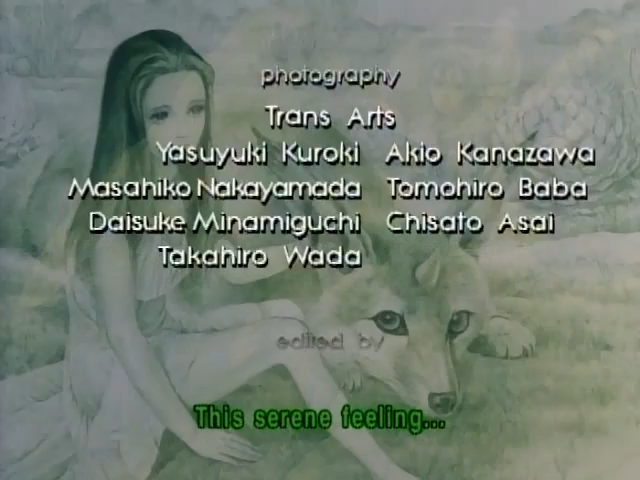 photography
Trans Arts
Yasuyuki Kuroki Akio Kanazawa
Masahiko Nakayamada Tomohiro Baba
Daisuke Minamiguchi Chisato Asai
Takahiro Wada
edited by
This serene feeling...